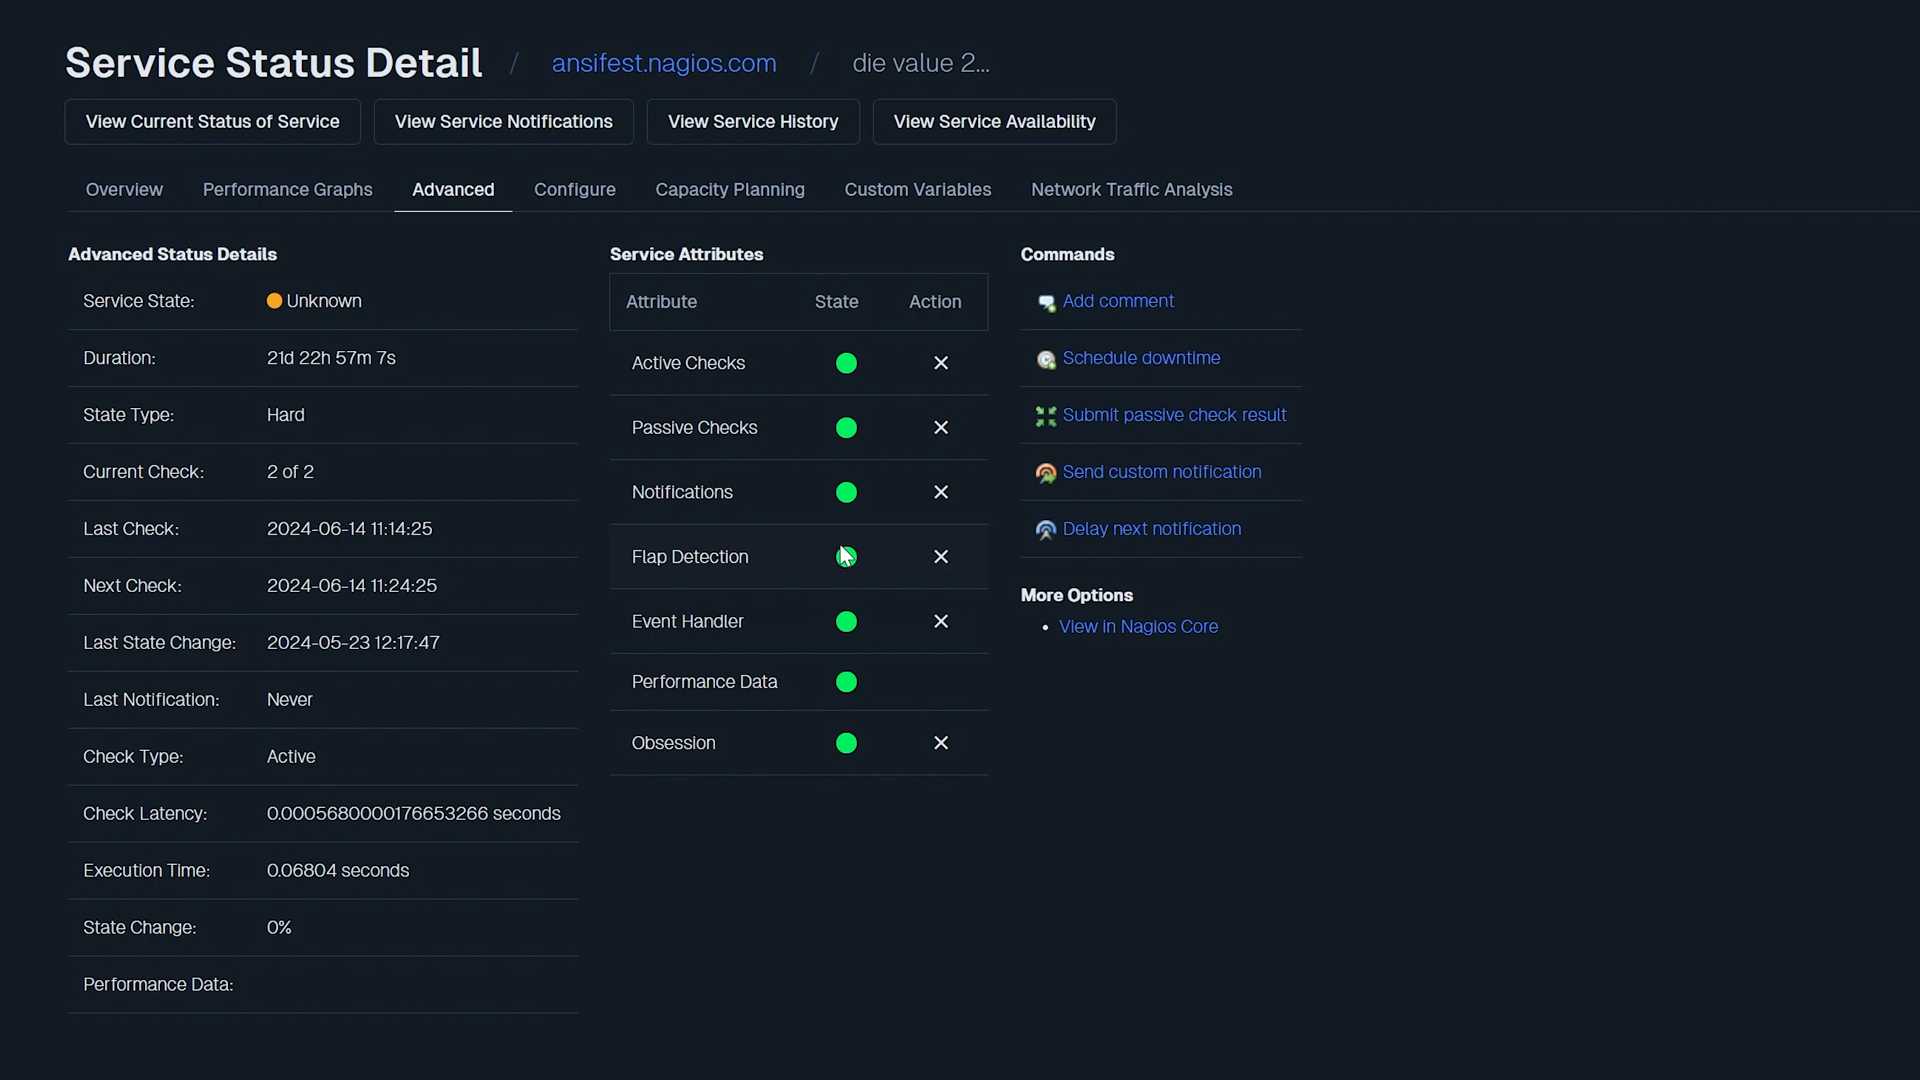 Service Status Detail / ansifest.nagios.com / die value 2...
View Current Status of Service View Service Notifications View Service History View Service Availability
Overview Performance Graphs Advanced Configure Capacity Planning Custom Variables Network Traffic Analysis
Advanced Status Details
Service State: Unknown
Duration: 21d 22h 57m 7s
State Type: Hard
Current Check: 2 of 2
Last Check: 2024-06-14 11:14:25
Next Check: 2024-06-14 11:24:25
Last State Change: 2024-05-23 12:17:47
Last Notification: Never
Check Type: Active
Check Latency: 0.0005680000176653266 seconds
Execution Time: 0.06804 seconds
State Change: 0%
Performance Data:
Service Attributes
Attribute State Action
Active Checks
Passive Checks
Notifications
Flap Detection
Event Handler
Performance Data
Obsession
Commands
Add comment
Schedule downtime
Submit passive check result
Send custom notification
Delay next notification
More Options
• View in Nagios Core